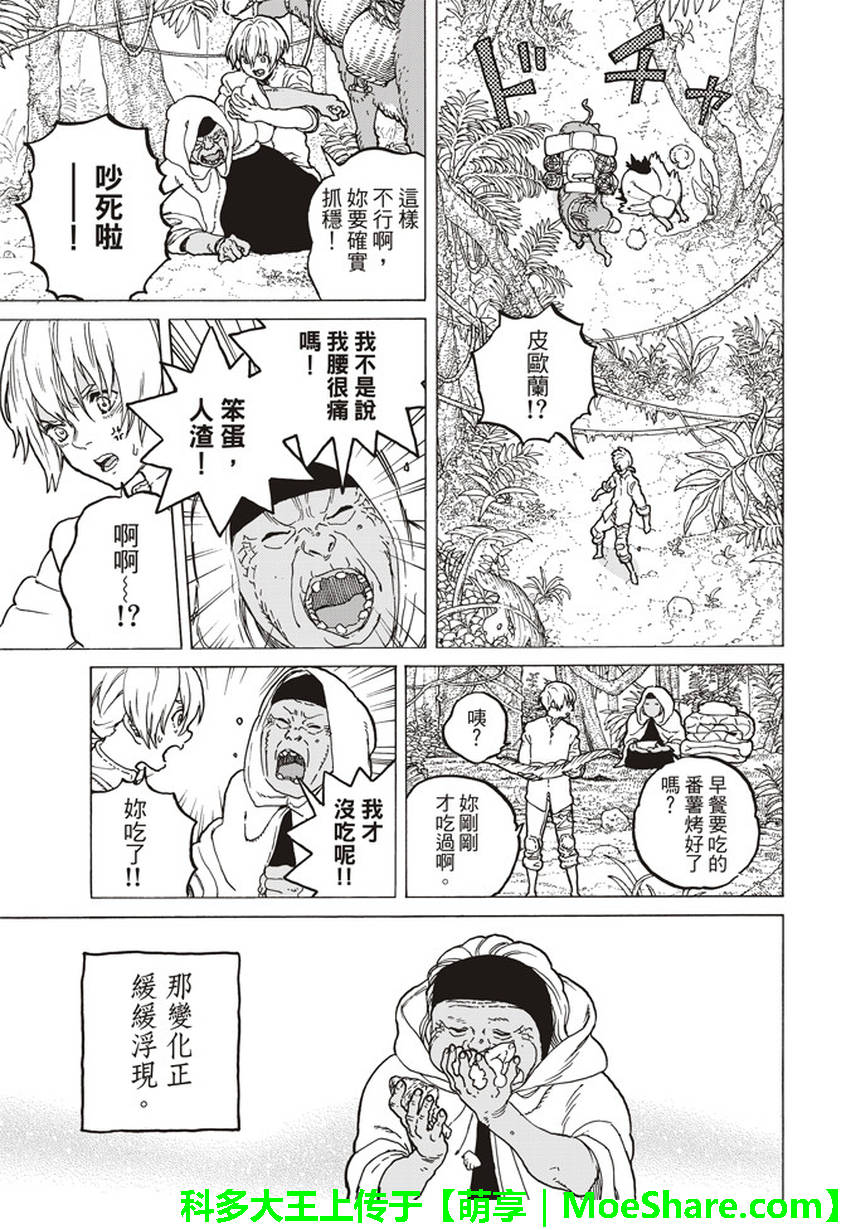 ドチャ
皮歐蘭!?
這樣
不行啊，
妳要確實
抓穩！
吵死啦
──！
我不是說
我腰很痛
嗎！
笨蛋，
人渣！
啊啊～!?
早餐要吃的
番薯烤好了
嗎？
咦？
妳剛剛
才吃過啊。
我才
沒吃呢!!
妳吃了!!
那變化正
緩緩浮現。
科多大王上传于【萌享｜MoeShare.com】